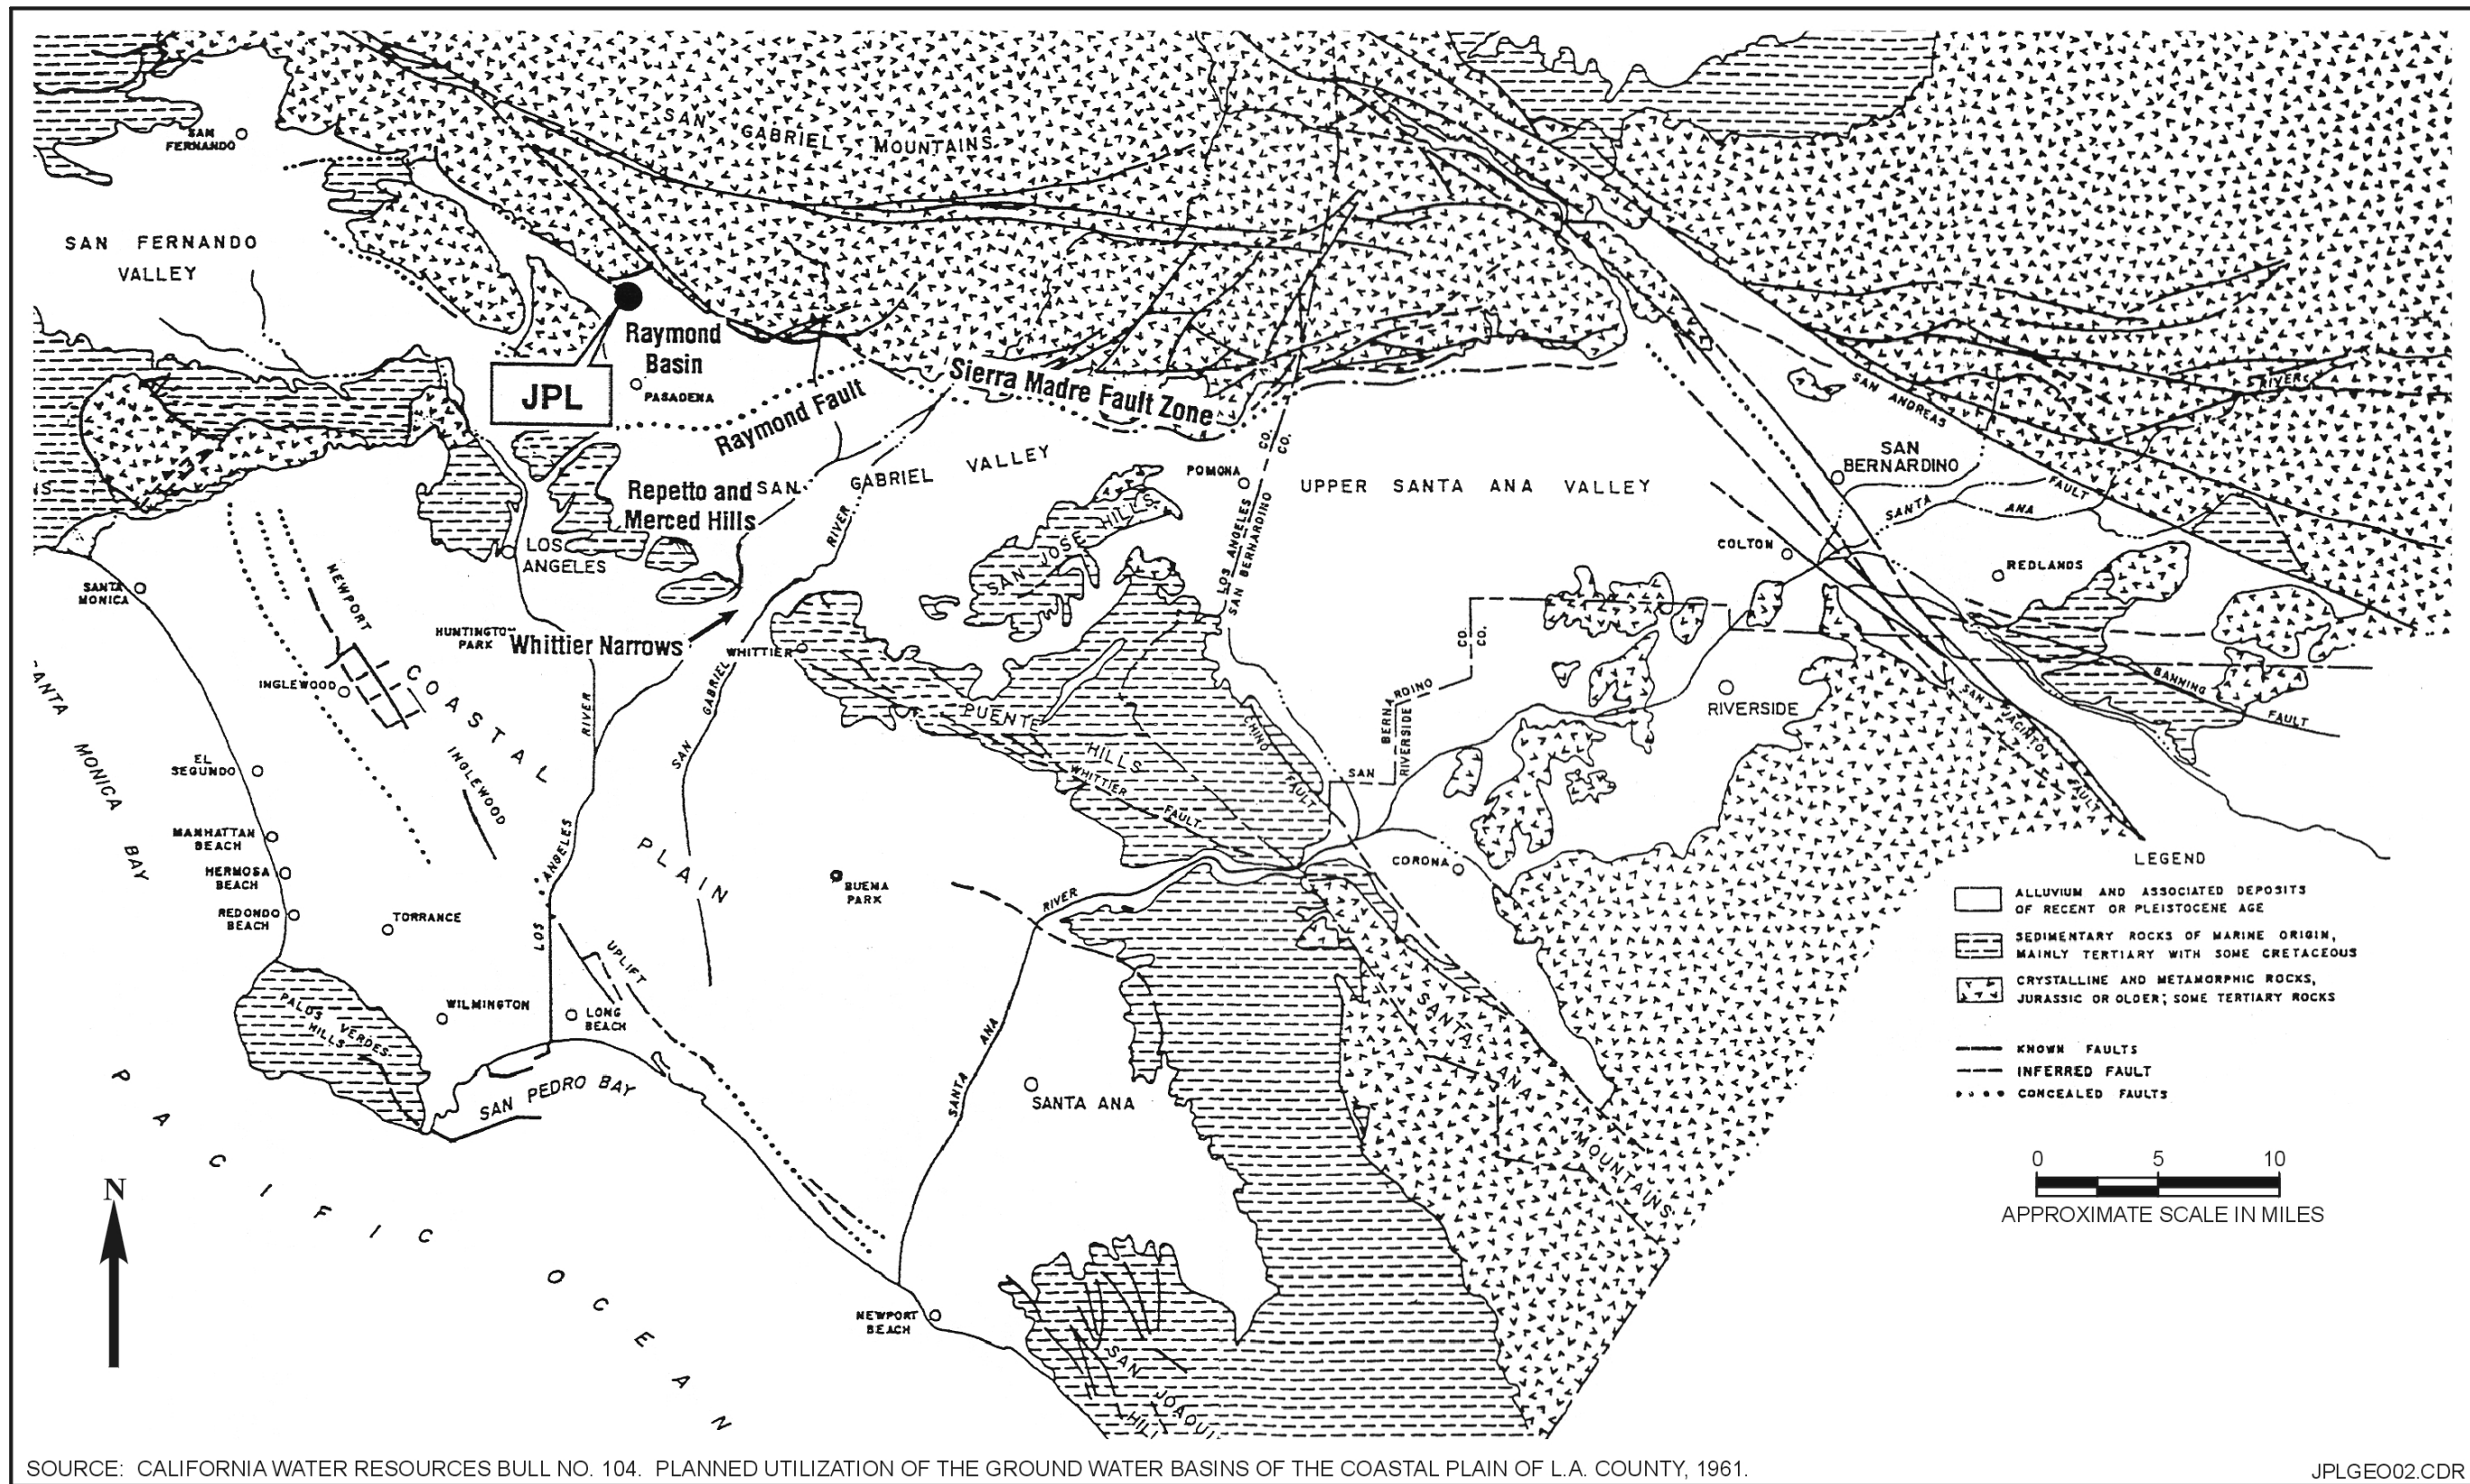 SAN
FERNANDO
SAN GABRIEL MOUNTAINS
SAN FERNANDO
VALLEY
Raymond
Basin
JPL
PASADENA
Raymond Fault
Sierra Madre Fault Zone
RIVER
SAN ANDREAS
FAULT
SAN
BERNARDINO
SAN GABRIEL VALLEY
POMONA
CO.
CO.
LOS ANGELES
SAN BERNARDINO
UPPER SANTA ANA VALLEY
SANTA ANA
Repetto and
Merced Hills
RIVER
SAN JOSE HILLS
LOS
ANGELES
COLTON
REDLANDS
SANTA
MONICA
NEWPORT
HUNTINGTO
PARK
Whittier Narrows
WHITTIER
CO.
CO.
INGLEWOOD
COASTAL
RIVER
GABRIEL
SAN
PUENTE
HILLS
CHINO
FAULT
BERNA
RDINO
RIVERSIDE
SAN
RIVERSIDE
SAN JACINTO FAULT
BANNING
FAULT
ANTA
MONICA
BAY
EL
SEGUNDO
INGLEWOOD
WHITTIER
FAULT
MANHATTAN
BEACH
ANGELES
PLAIN
HERMOSA
BEACH
BUENA
PARK
CORONA
REDONDO
BEACH
TORRANCE
LOS
RIVER
UPLIFT
PALOS VERDES
HILLS
WILMINGTON
LONG
BEACH
SANTA ANA
SANTA ANA
MOUNTAINS
SAN PEDRO BAY
SANTA ANA
PACIFIC
OCEAN
N
NEWPORT
BEACH
SAN
JOAQUI
LEGEND
ALLUVIUM AND ASSOCIATED DEPOSITS
OF RECENT OR PLEISTOCENE AGE
SEDIMENTARY ROCKS OF MARINE ORIGIN,
MAINLY TERTIARY WITH SOME CRETACEOUS
CRYSTALLINE AND METAMORPHIC ROCKS,
JURASSIC OR OLDER; SOME TERTIARY ROCKS
KNOWN FAULTS
INFERRED FAULT
CONCEALED FAULTS
0 5 10
APPROXIMATE SCALE IN MILES
SOURCE: CALIFORNIA WATER RESOURCES BULL NO. 104. PLANNED UTILIZATION OF THE GROUND WATER BASINS OF THE COASTAL PLAIN OF L.A. COUNTY, 1961.
JPLGEO02.CDR